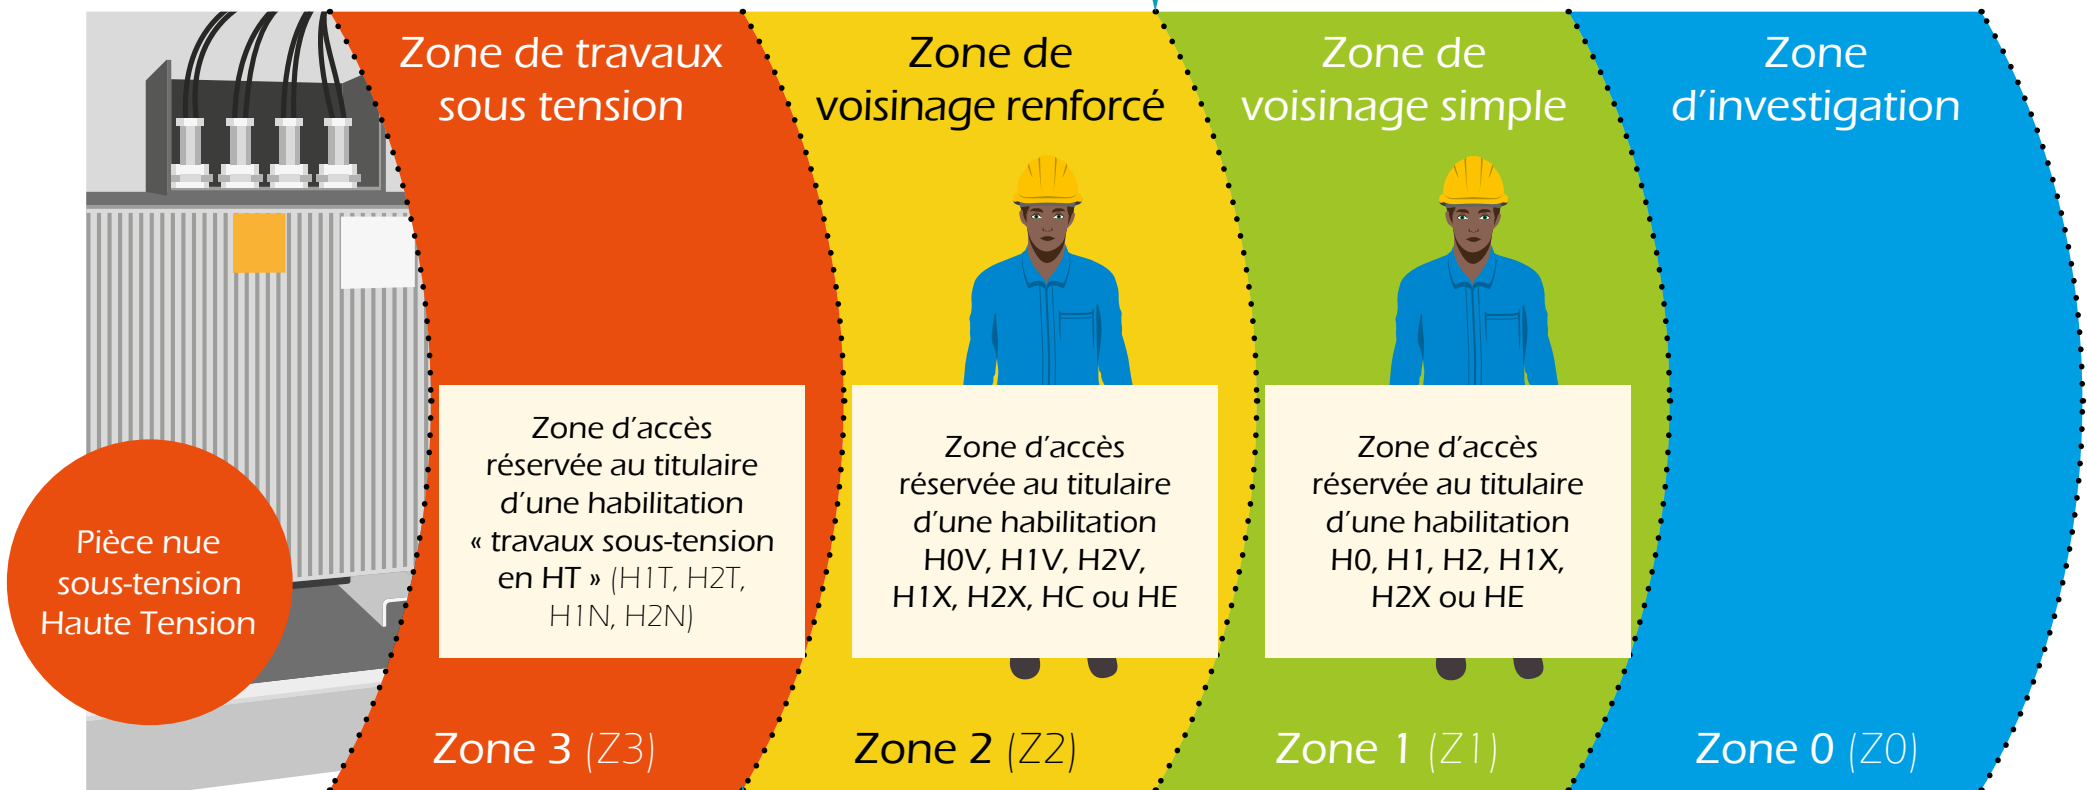 Zone de travaux
sous tension
Zone de
voisinage renforcé
Zone de
voisinage simple
Zone
d’investigation
Pièce nue
sous-tension
Haute Tension
Zone d’accès
réservée au titulaire
d’une habilitation
« travaux sous-tension
en HT » (H1T, H2T,
H1N, H2N)
Zone d’accès
réservée au titulaire
d’une habilitation
H0V, H1V, H2V,
H1X, H2X, HC ou HE
Zone d’accès
réservée au titulaire
d’une habilitation
H0, H1, H2, H1X,
H2X ou HE
Zone 3 (Z3)
Zone 2 (Z2)
Zone 1 (Z1)
Zone 0 (Z0)